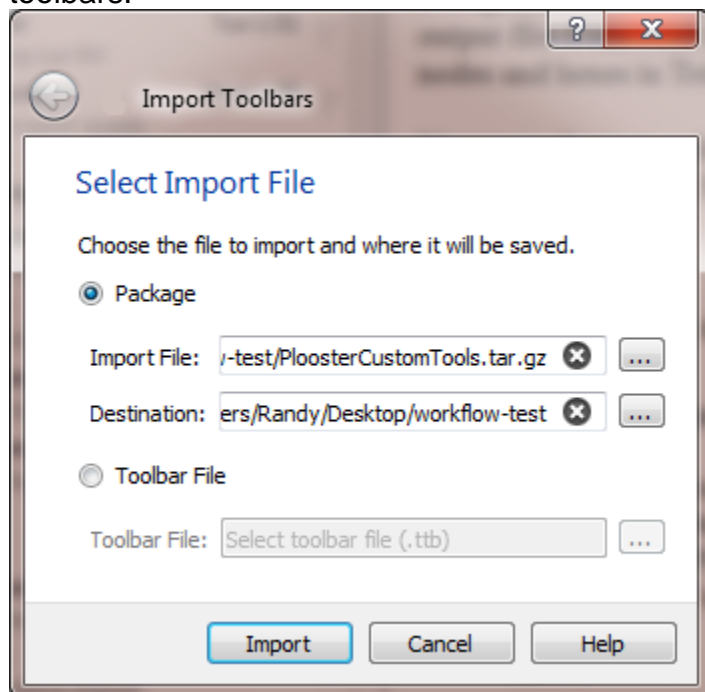 toolbars.
?
Import Toolbars
Select Import File
Choose the file to import and where it will be saved.
Package
Import File: -test/PloosterCustomTools.tar.gz ...
Destination: ers/Randy/Desktop/workflow-test ...
Toolbar File
Toolbar File: Select toolbar file (.ttb) ...
Import Cancel Help